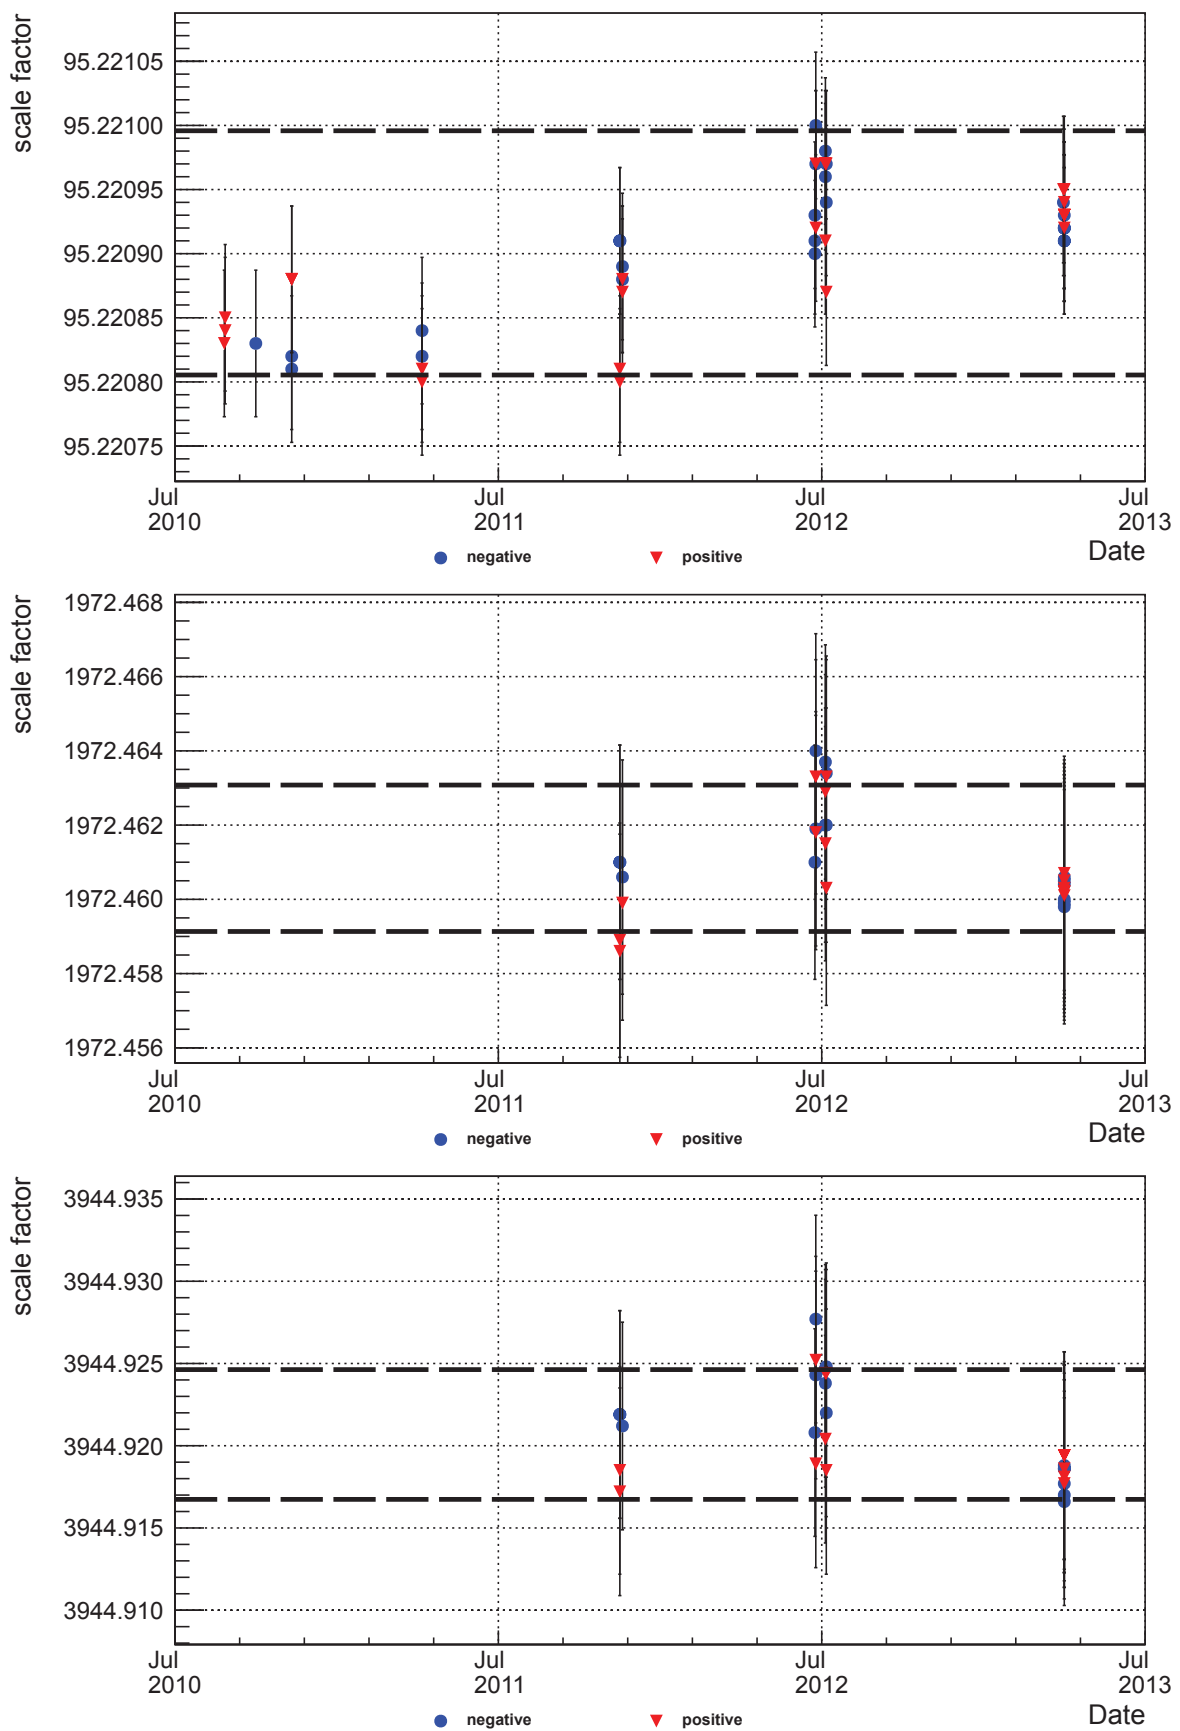 scale factor
95.22105
95.22100
95.22095
95.22090
95.22085
95.22080
95.22075
Jul Jul Jul Jul
2010 2011 2012 2013
Date
negative positive
scale factor
1972.468
1972.466
1972.464
1972.462
1972.460
1972.458
1972.456
Jul Jul Jul Jul
2010 2011 2012 2013
Date
negative positive
scale factor
3944.935
3944.930
3944.925
3944.920
3944.915
3944.910
Jul Jul Jul Jul
2010 2011 2012 2013
Date
negative positive